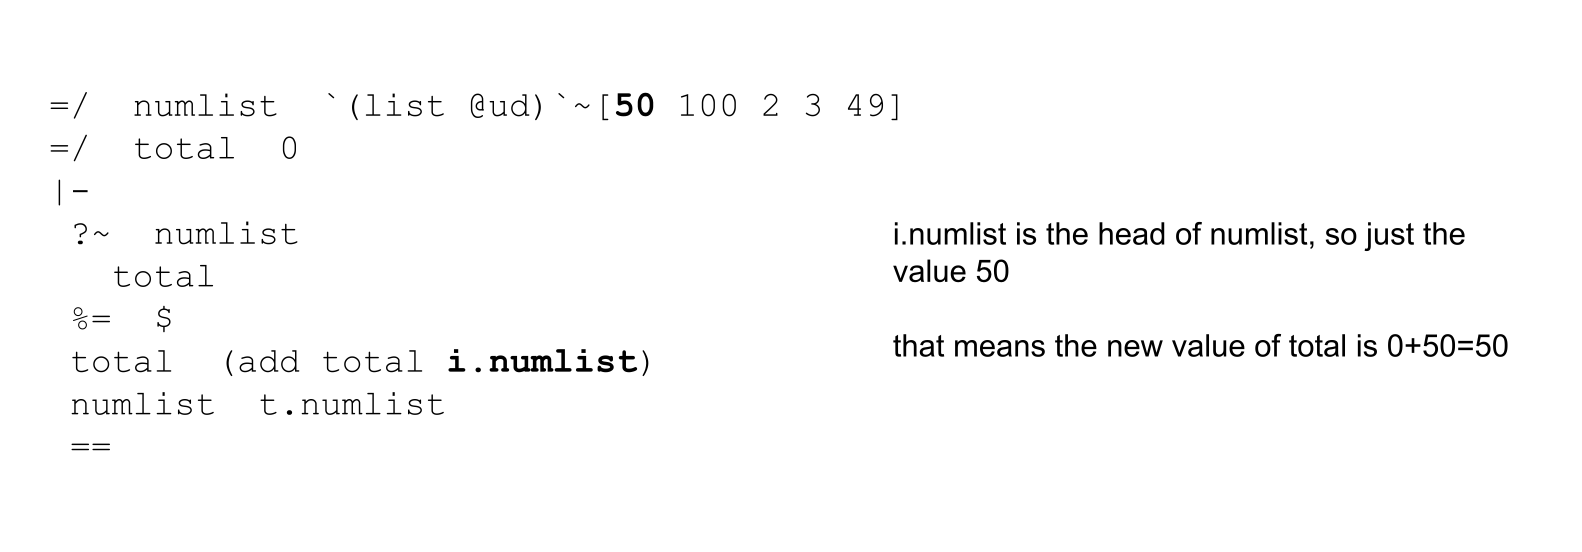 =/  numlist  `(list @ud)`~[50 100 2 3 49]
=/  total  0
|-
 ?~  numlist
   total
 %=  $
 total  (add total i.numlist)
 numlist  t.numlist
 ==
i.numlist is the head of numlist, so just the
value 50
that means the new value of total is 0+50=50